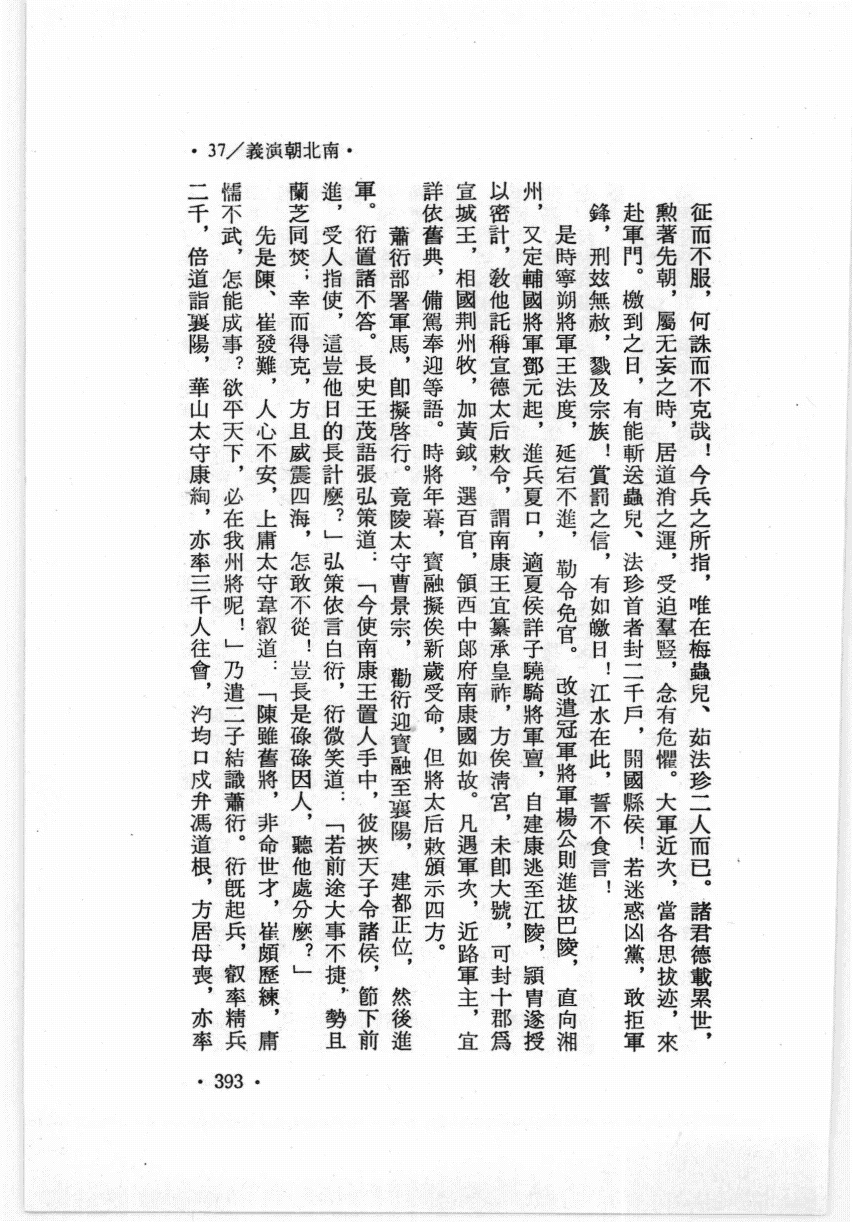 •37／義演朝北南•
征而不服，何誅而不克哉！今兵之所指，唯在梅蟲兒、茹法珍二人而已。諸君德載累世，
勲著先朝，屬无妄之時，居道消之運，受迫羣豎，念有危懼。大軍近次，當各思拔迹，來
赴軍門。檄到之日，有能斬送蟲兒、法珍首者封二千戶，開國縣侯！若迷惑凶黨，敢拒軍
鋒，刑玆無赦，戮及宗族！賞罰之信，有如皦日！江水在此，誓不食言！
是時寧朔將軍王法度，延宕不進，勒令免官。改遣冠軍將軍楊公則進拔巴陵，直向湘
州，又定輔國將軍鄧元起，進兵夏口，適夏侯詳子驍騎將軍亶，自建康逃至江陵，潁胄遂授
以密計，敎他託稱宣德太后敕令，謂南康王宜纂承皇祚，方俟淸宮，未卽大號，可封十郡爲
宣城王，相國荆州牧，加黃鉞，選百官，領西中郞府南康國如故。凡遇軍次，近路軍主，宜
詳依舊典，備駕奉迎等語。時將年暮，寶融擬俟新歲受命，但將太后敕頒示四方。
蕭衍部署軍馬，卽擬啓行。竟陵太守曹景宗，勸衍迎寶融至襄陽，建都正位，然後進
軍。衍置諸不答。長史王茂語張弘策道：「今使南康王置人手中，彼挾天子令諸侯，節下前
進，受人指使，這豈他日的長計麼？」弘策依言白衍，衍微笑道：「若前途大事不捷，勢且
蘭芝同焚；幸而得克，方且威震四海，怎敢不從！豈長是碌碌因人，聽他處分麼？」
先是陳、崔發難，人心不安，上庸太守韋叡道：「陳雖舊將，非命世才，崔頗歷練，庸
懦不武，怎能成事？欲平天下，必在我州將呢！」乃遣二子結識蕭衍。衍旣起兵，叡率精兵
二千，倍道詣襄陽，華山太守康絢，亦率三千人往會，汋均口戍弁馮道根，方居母喪，亦率
•393•